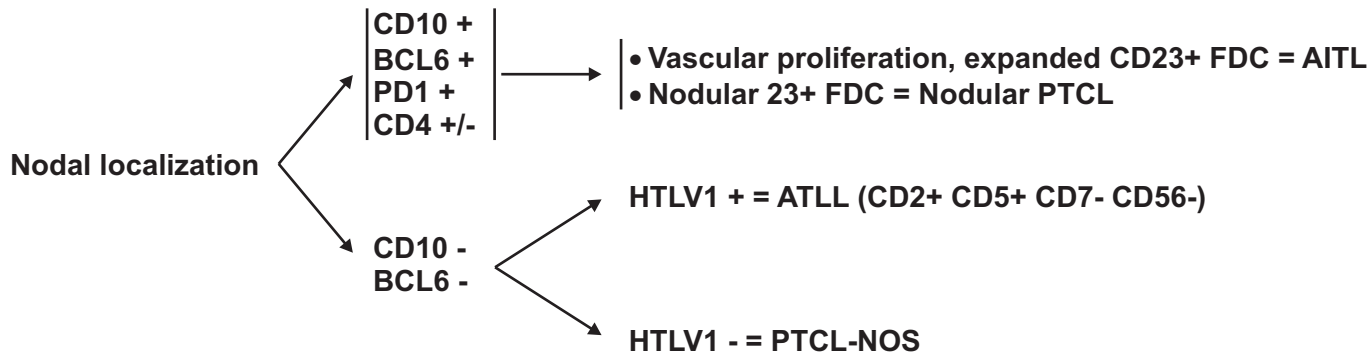 CD10 +
BCL6 +
PD1 +
CD4 +/-
• Vascular proliferation, expanded CD23+ FDC = AITL
• Nodular 23+ FDC = Nodular PTCL
Nodal localization
HTLV1 + = ATLL (CD2+ CD5+ CD7- CD56-)
CD10 -
BCL6 -
HTLV1 - = PTCL-NOS